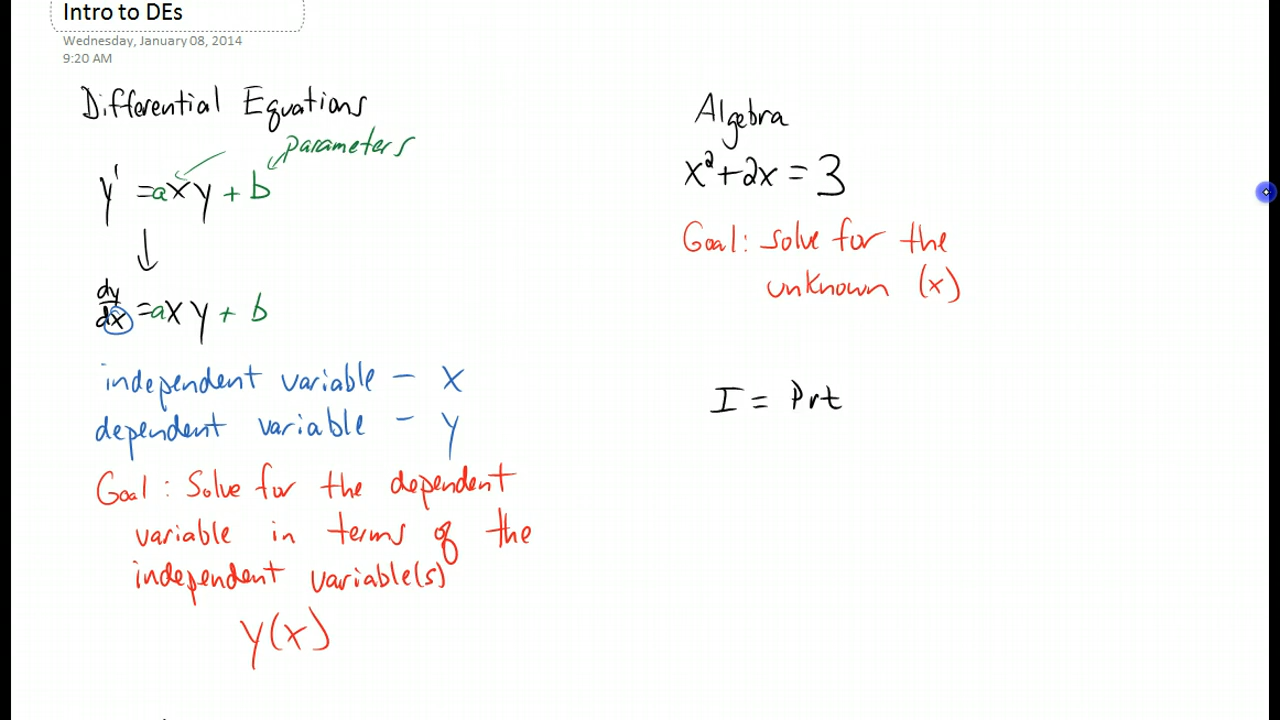 Intro to DEs
Wednesday, January 08, 2014
9:20 AM
Differential Equations
parameters
y' = axy + b
↓
dy/dx = axy + b
independent variable - x
dependent variable - y
Goal: Solve for the dependent
variable in terms of the
independent variable(s)
y(x)
Algebra
x² + 2x = 3
Goal: solve for the
unknown (x)
I = Prt